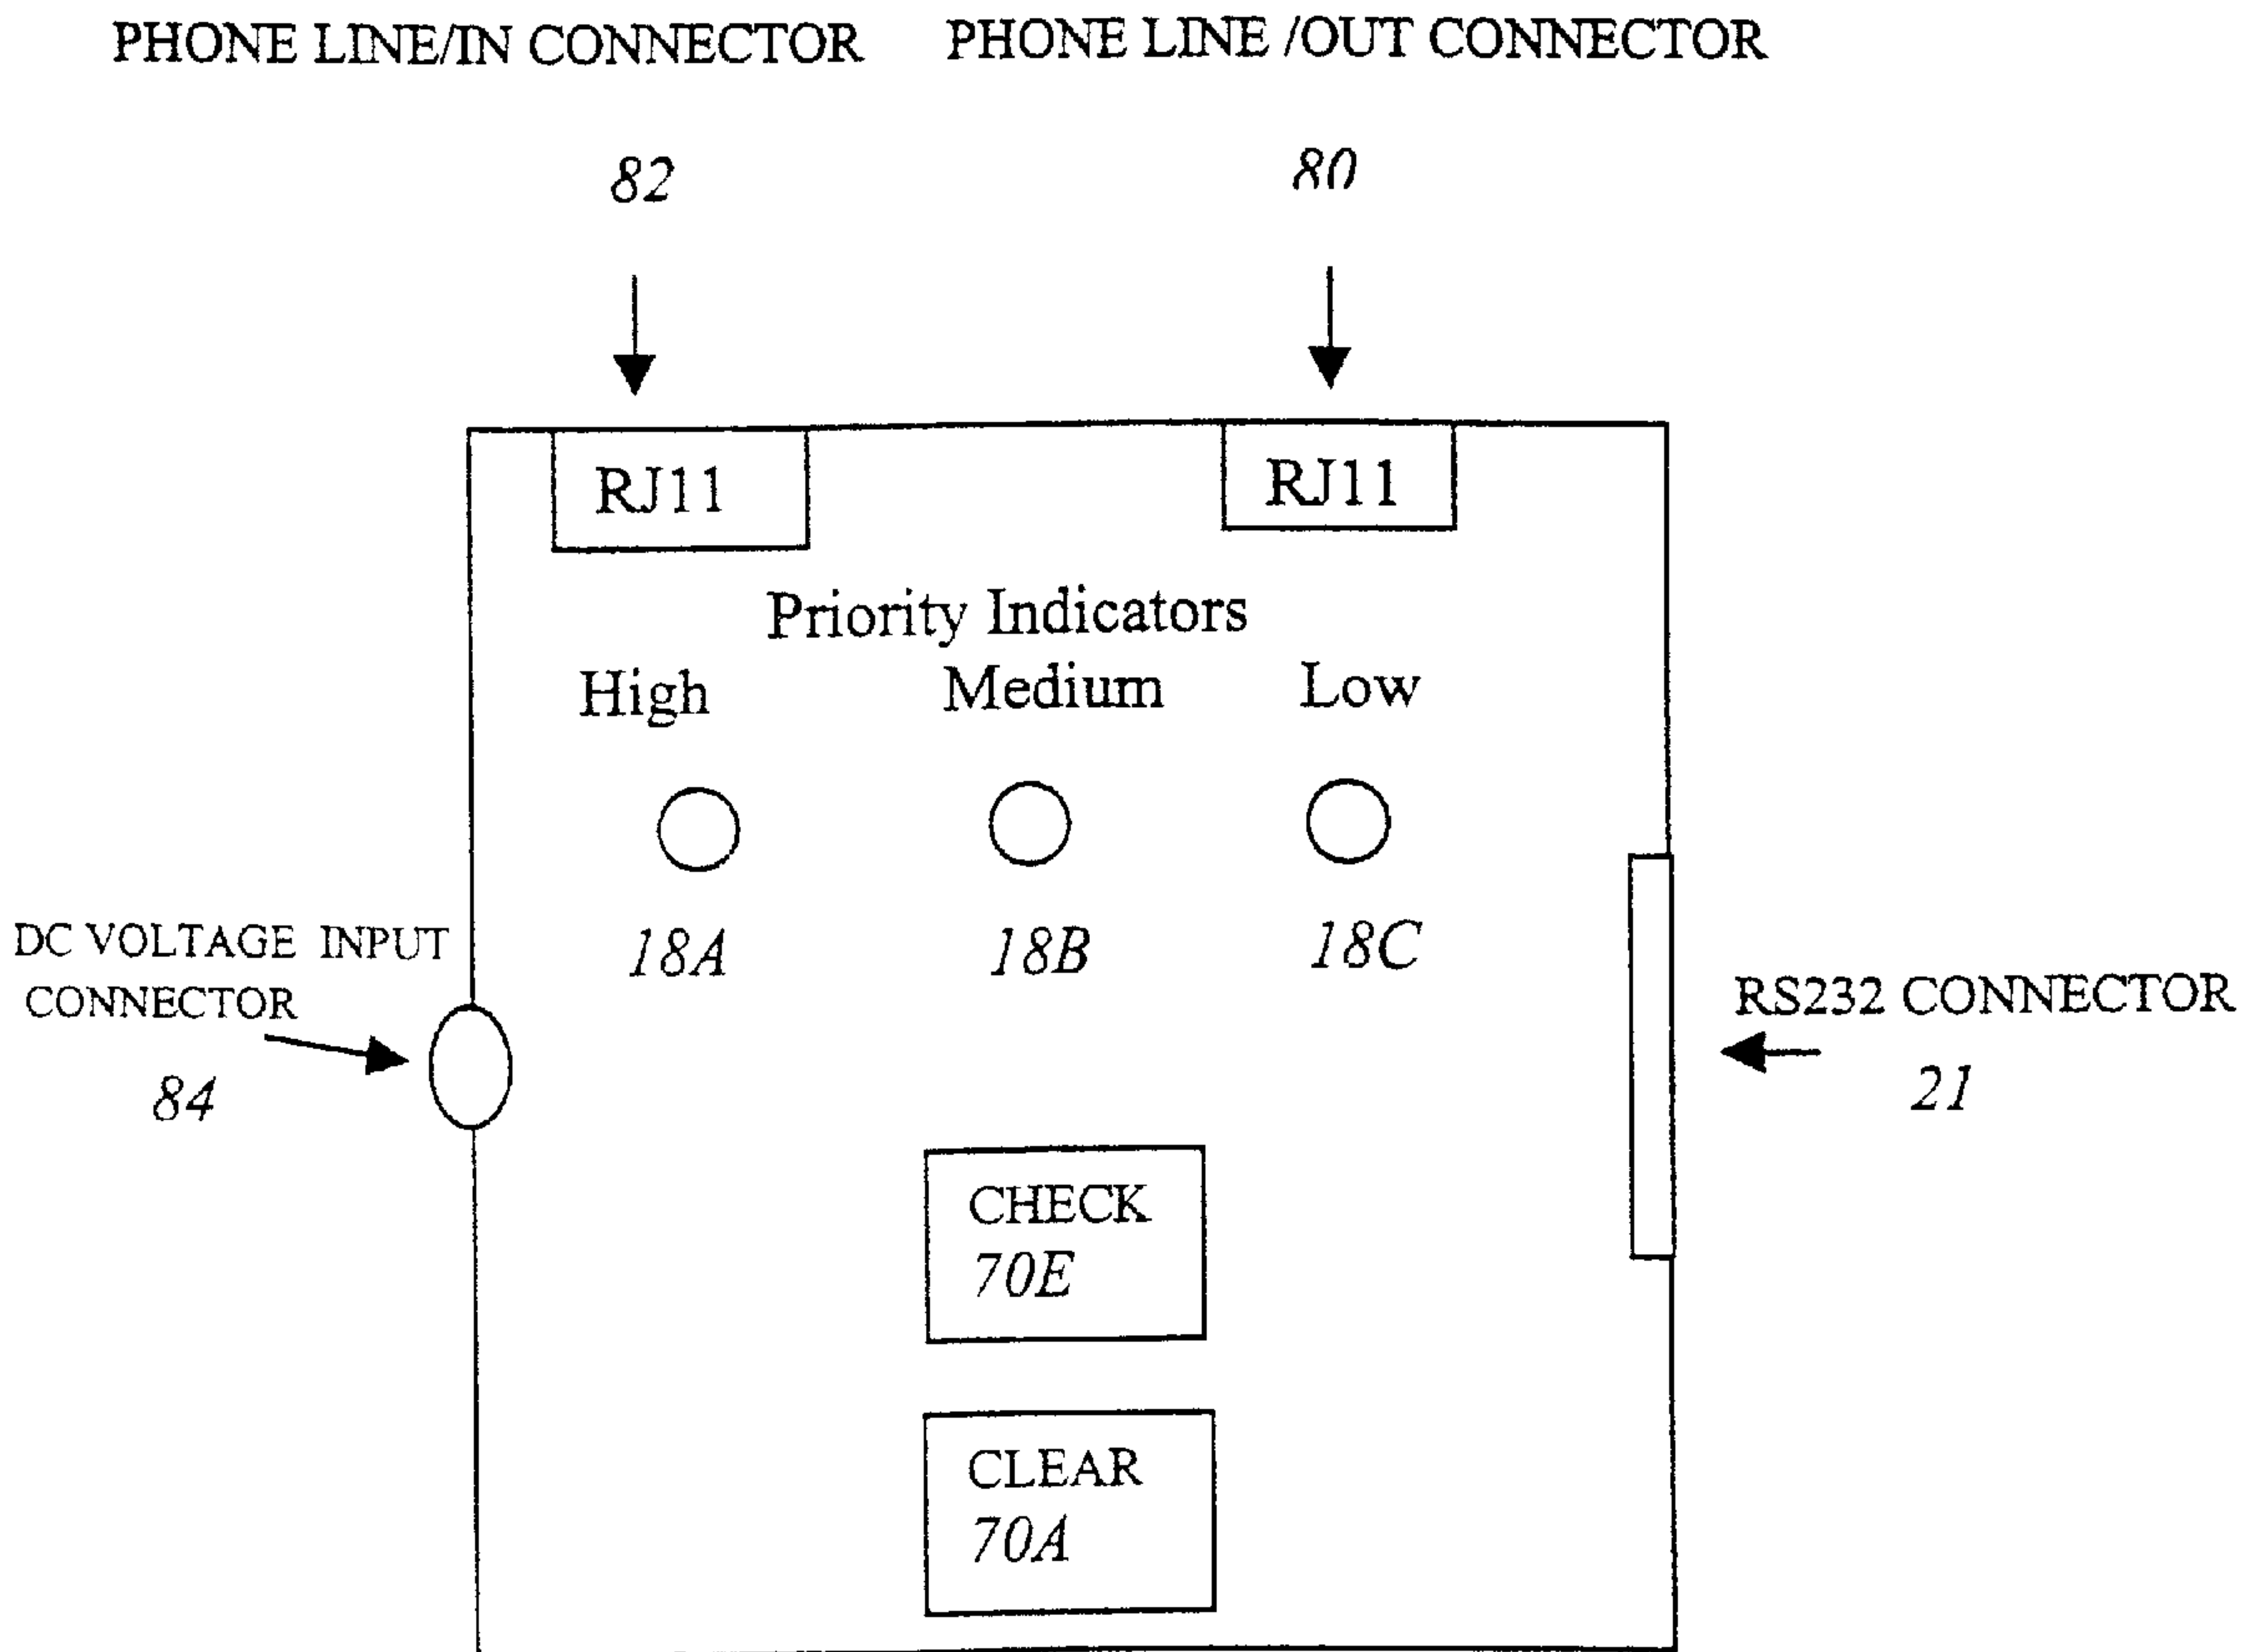 PHONE LINE/IN CONNECTOR
PHONE LINE /OUT CONNECTOR
82
80
RJ11
RJ11
Priority Indicators
High
Medium
Low
18A
18B
18C
DC VOLTAGE INPUT
CONNECTOR
84
RS232 CONNECTOR
21
CHECK
70E
CLEAR
70A